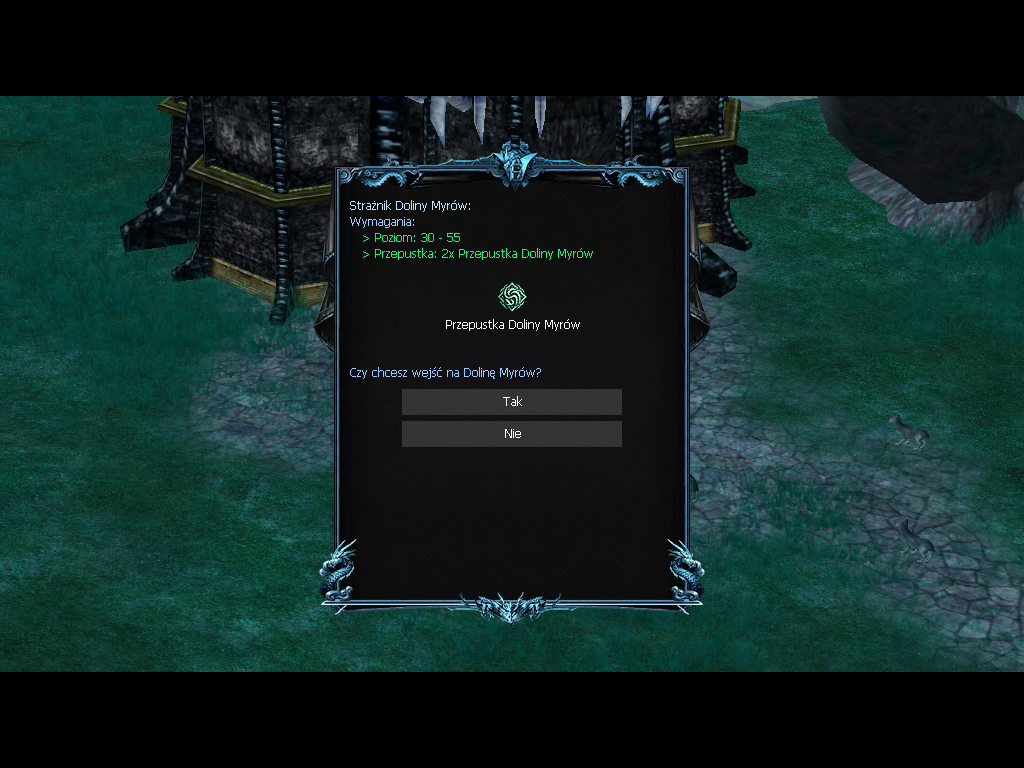 Strażnik Doliny Myrów:
Wymagania:
> Poziom: 30 - 55
> Przepustka: 2x Przepustka Doliny Myrów
Przepustka Doliny Myrów
Czy chcesz wejść na Dolinę Myrów?
Tak
Nie